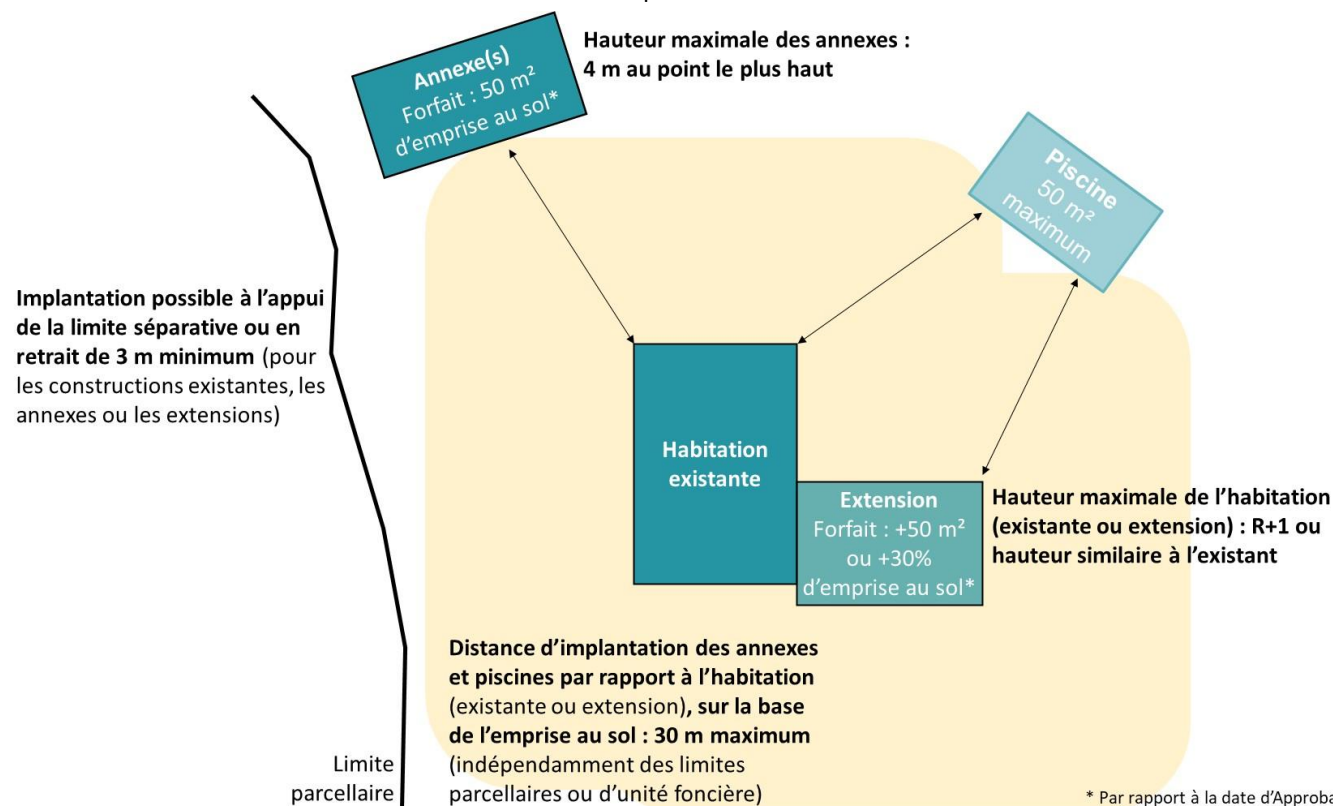 Hauteur maximale des annexes :
4 m au point le plus haut
Annexe(s)
Forfait : 50 m²
d'emprise au sol*
Piscine
50 m²
maximum
Implantation possible à l'appui
de la limite séparative ou en
retrait de 3 m minimum (pour
les constructions existantes, les
annexes ou les extensions)
Habitation
existante
Extension
Forfait : +50 m²
ou +30%
d'emprise au sol*
Hauteur maximale de l'habitation
(existante ou extension) : R+1 ou
hauteur similaire à l'existant
Distance d'implantation des annexes
et piscines par rapport à l'habitation
(existante ou extension), sur la base
de l'emprise au sol : 30 m maximum
(indépendamment des limites
parcellaires ou d'unité foncière)
Limite
parcellaire
* Par rapport à la date d'Approba